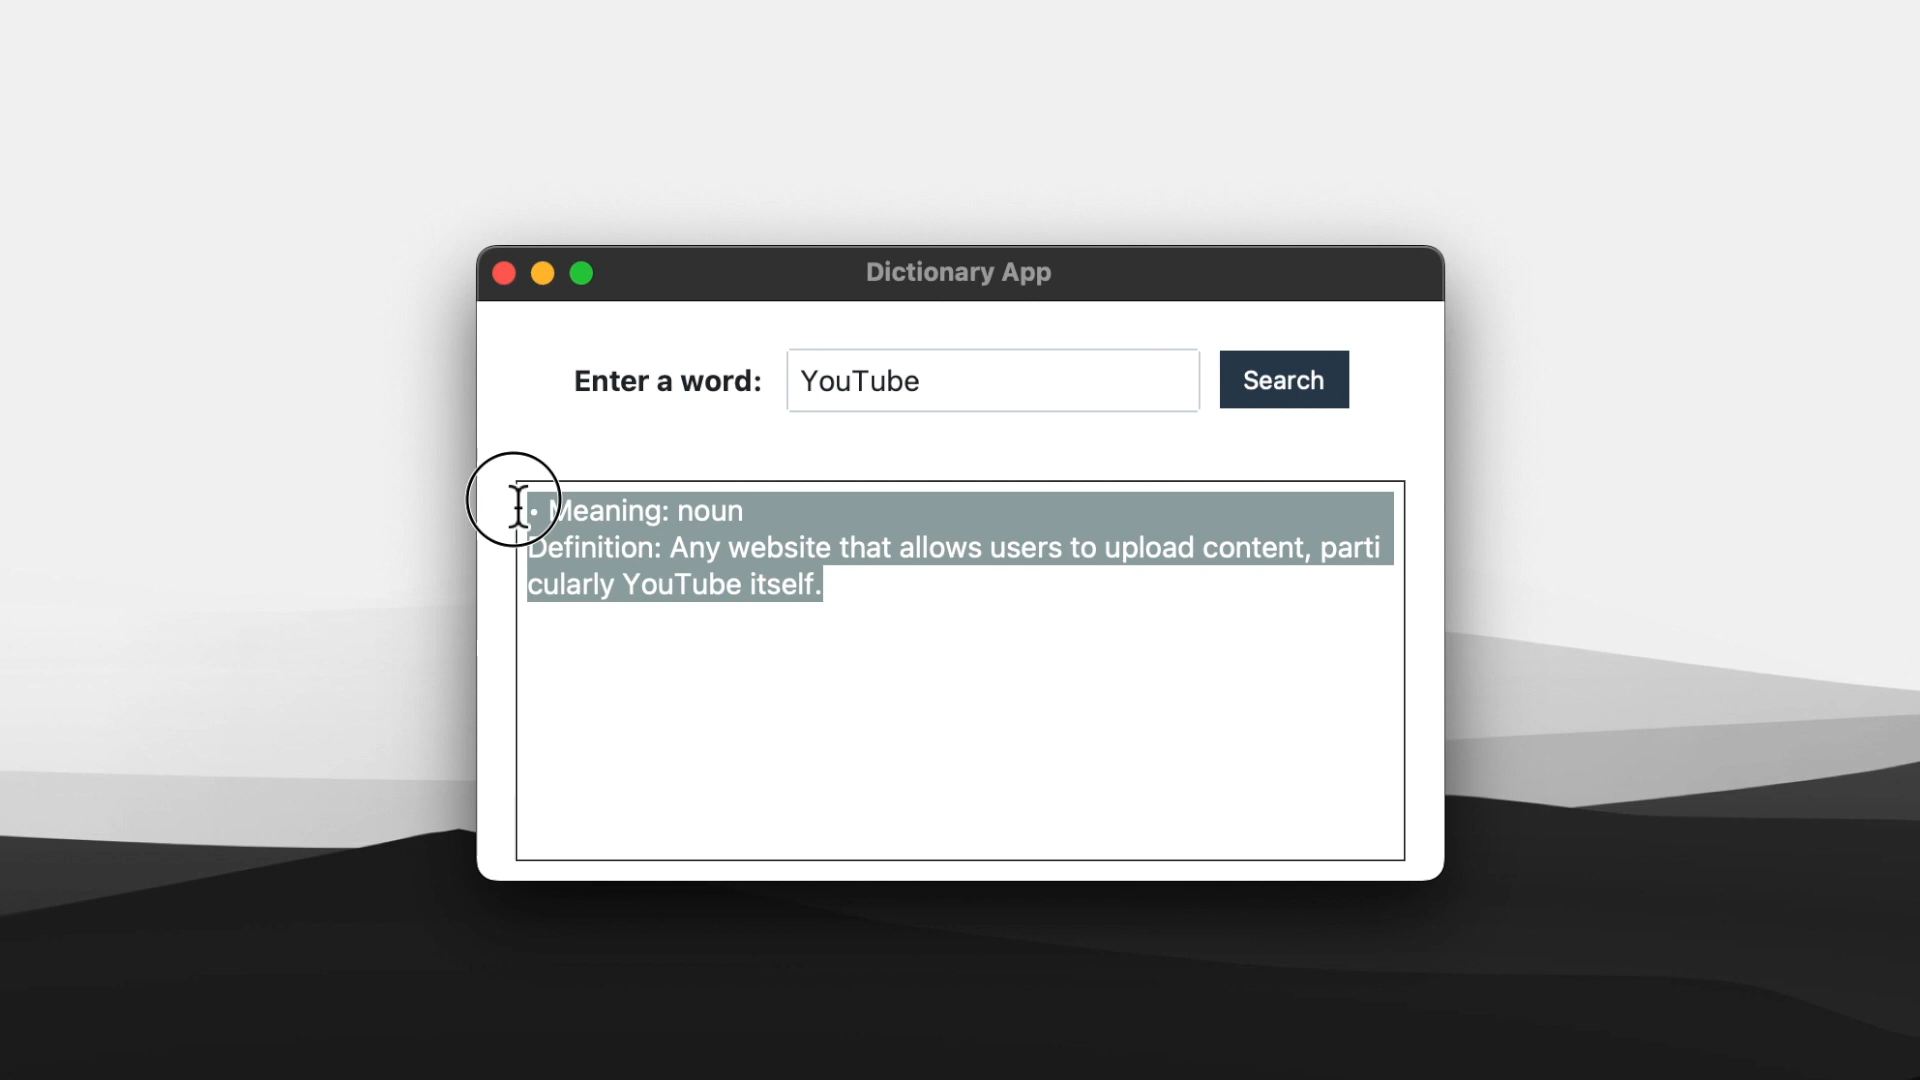 Dictionary App
Enter a word: YouTube Search
• Meaning: noun
Definition: Any website that allows users to upload content, parti
cularly YouTube itself.